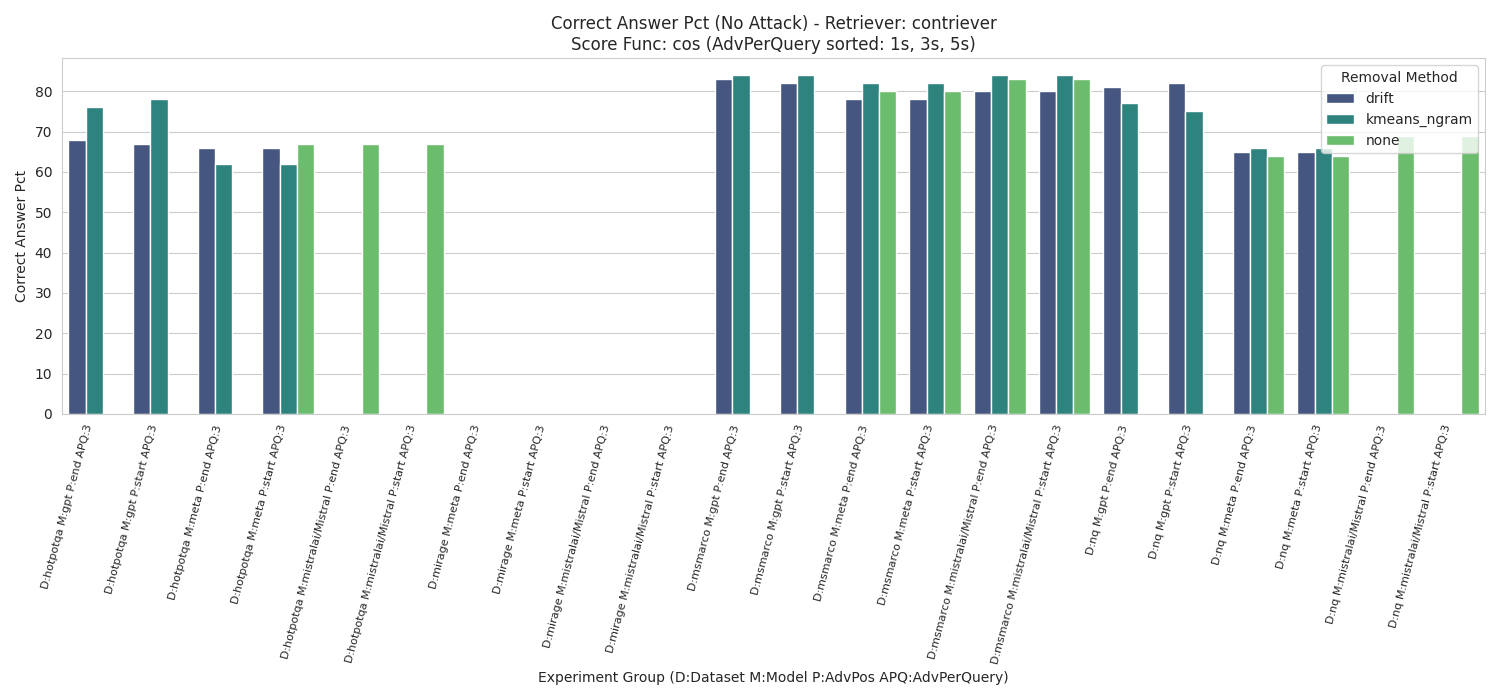 Correct Answer Pct (No Attack) - Retriever: contriever
Score Func: cos (AdvPerQuery sorted: 1s, 3s, 5s)
Removal Method
drift
kmeans_ngram
none
Correct Answer Pct
80
70
60
50
40
30
20
10
0
D:hotpotqa M:gpt P:end APQ:3
D:hotpotqa M:gpt P:start APQ:3
D:hotpotqa M:meta P:end APQ:3
D:hotpotqa M:meta P:start APQ:3
D:hotpotqa M:mistralai/Mistral P:end APQ:3
D:hotpotqa M:mistralai/Mistral P:start APQ:3
D:mirage M:meta P:end APQ:3
D:mirage M:meta P:start APQ:3
D:mirage M:mistralai/Mistral P:end APQ:3
D:mirage M:mistralai/Mistral P:start APQ:3
D:msmarco M:gpt P:end APQ:3
D:msmarco M:gpt P:start APQ:3
D:msmarco M:meta P:end APQ:3
D:msmarco M:meta P:start APQ:3
D:msmarco M:mistralai/Mistral P:end APQ:3
D:msmarco M:mistralai/Mistral P:start APQ:3
D:nq M:gpt P:end APQ:3
D:nq M:gpt P:start APQ:3
D:nq M:meta P:end APQ:3
D:nq M:meta P:start APQ:3
D:nq M:mistralai/Mistral P:end APQ:3
D:nq M:mistralai/Mistral P:start APQ:3
Experiment Group (D:Dataset M:Model P:AdvPos APQ:AdvPerQuery)